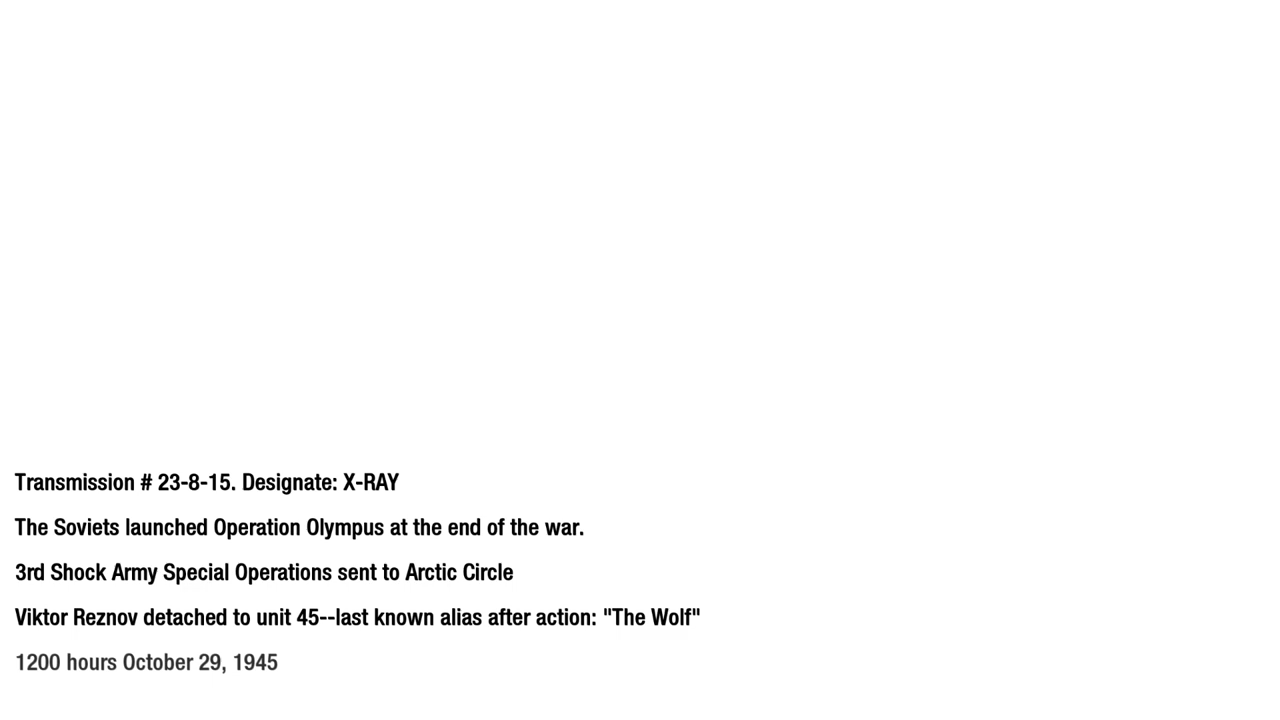 Transmission # 23-8-15. Designate: X-RAY
The Soviets launched Operation Olympus at the end of the war.
3rd Shock Army Special Operations sent to Arctic Circle
Viktor Reznov detached to unit 45--last known alias after action: "The Wolf"
1200 hours October 29, 1945